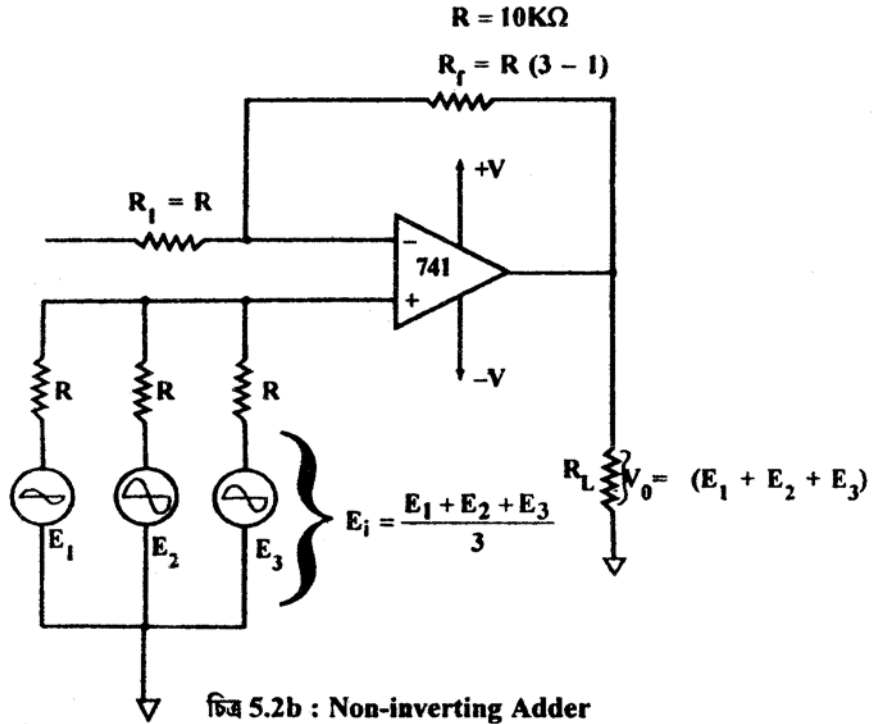 R = 10KΩ
R_f = R (3 – 1)
+V
R_1 = R
–
741
+
–V
R R R
R_L V_0 = (E_1 + E_2 + E_3)
E_1 E_2 E_3
E_i = (E_1 + E_2 + E_3)/3
চিত্র 5.2b : Non-inverting Adder